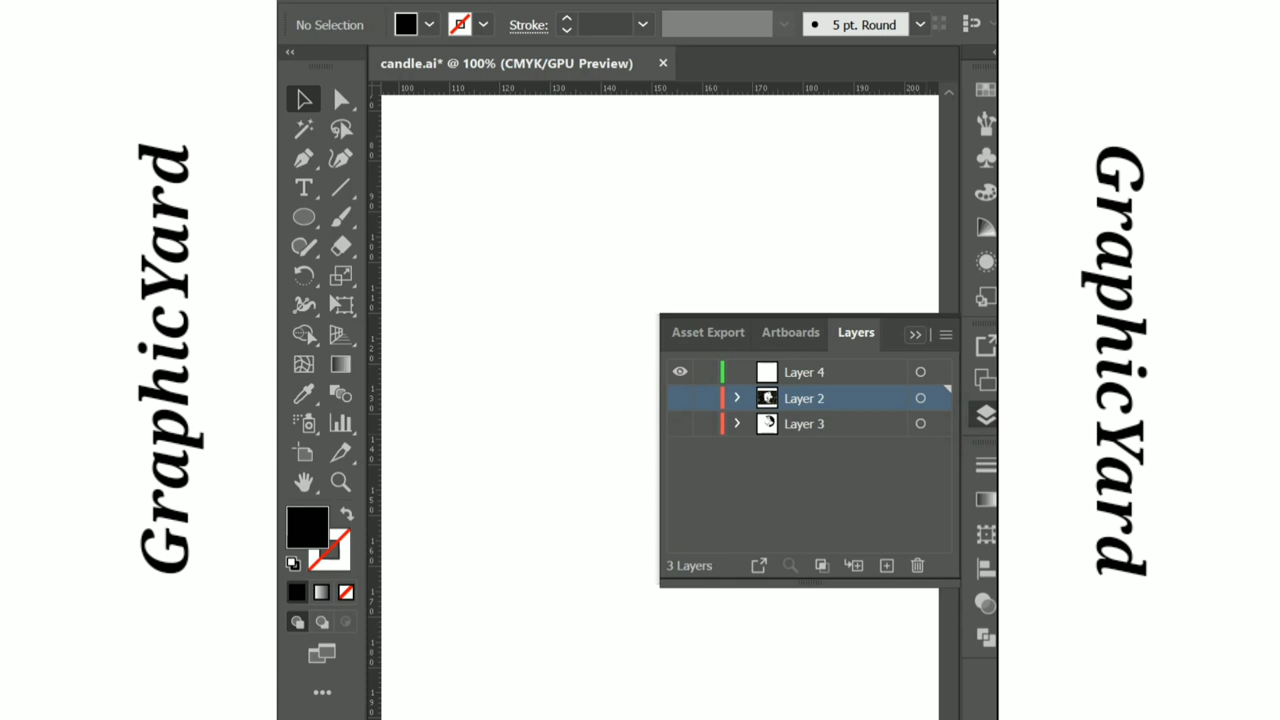 No Selection
Stroke:
5 pt. Round
candle.ai* @ 100% (CMYK/GPU Preview)
100 110 120 130 140 150 160 170 180 190 200
GraphicYard
GraphicYard
Asset Export Artboards Layers
Layer 4
Layer 2
Layer 3
3 Layers